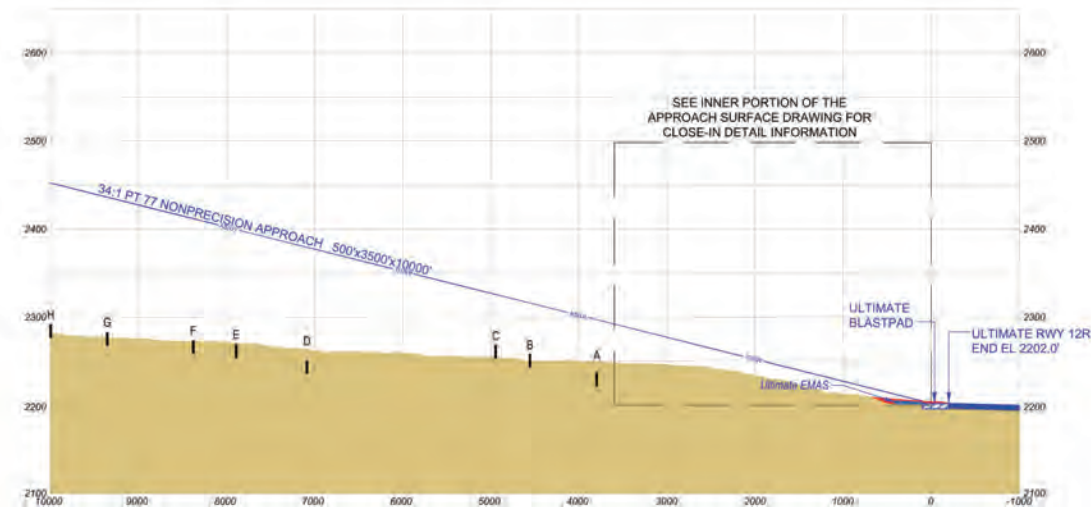 2600
2600
SEE INNER PORTION OF THE
APPROACH SURFACE DRAWING FOR
CLOSE-IN DETAIL INFORMATION
2500
2500
34:1 PT 77 NONPRECISION APPROACH 500'x3500'x10000'
2400
2400
2300
2300
H
G
F
E
D
C
B
A
ULTIMATE
BLASTPAD
ULTIMATE RWY 12R
END EL 2202.0'
Ultimate EMAS
2200
2200
2100
2100
10000
9000
8000
7000
6000
5000
4000
3000
2000
1000
0
-1000